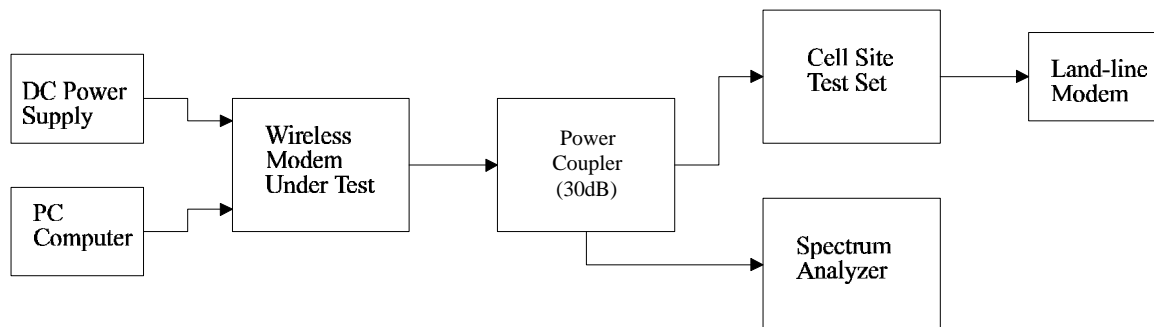 DC Power
Supply
PC
Computer
Wireless
Modem
Under Test
Power
Coupler
(30dB)
Cell Site
Test Set
Land-line
Modem
Spectrum
Analyzer